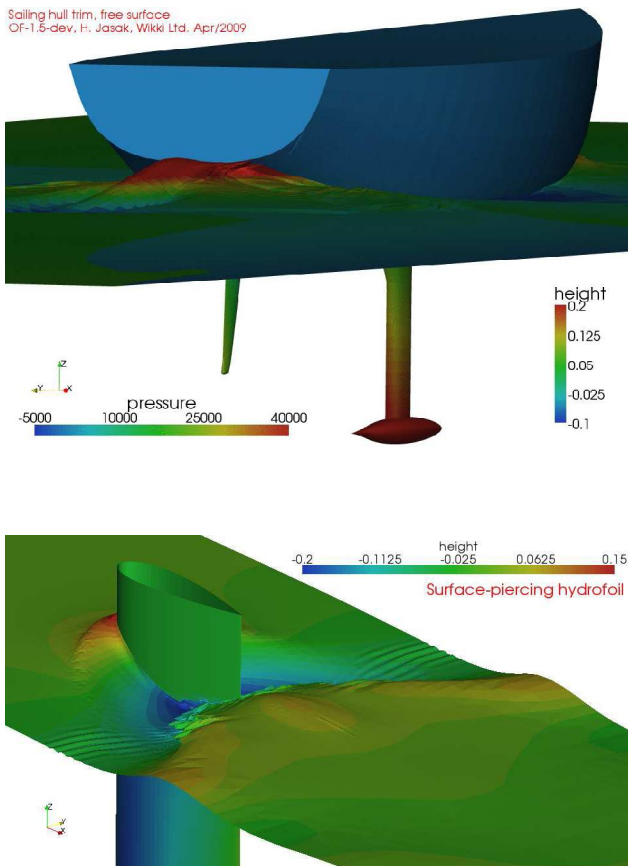 Sailing hull trim, free surface
OF-1.5-dev, H. Jasak, Wikki Ltd. Apr/2009
height
0.2
0.125
0.05
-0.025
-0.1
Z
Y X
pressure
-5000 10000 25000 40000
height
-0.2 -0.1125 -0.025 0.0625 0.15
Surface-piercing hydrofoil
Z
Y
X